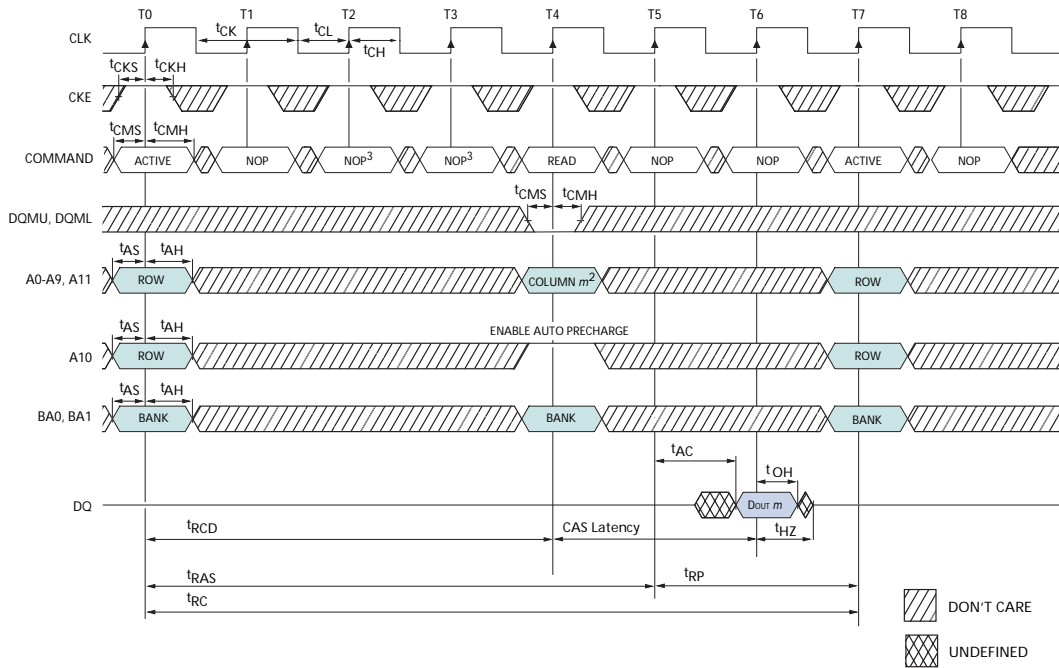 T0 T1 T2 T3 T4 T5 T6 T7 T8
CLK
tCK tCL tCH
tCKS tCKH
CKE
tCMS tCMH
COMMAND ACTIVE NOP NOP³ NOP³ READ NOP NOP ACTIVE NOP
tCMS tCMH
DQMU, DQML
tAS tAH
A0-A9, A11 ROW COLUMN m² ROW
tAS tAH ENABLE AUTO PRECHARGE
A10 ROW ROW
tAS tAH
BA0, BA1 BANK BANK BANK
tAC
tOH
DQ DOUT m
tRCD CAS Latency tHZ
tRAS tRP
tRC
DON'T CARE
UNDEFINED